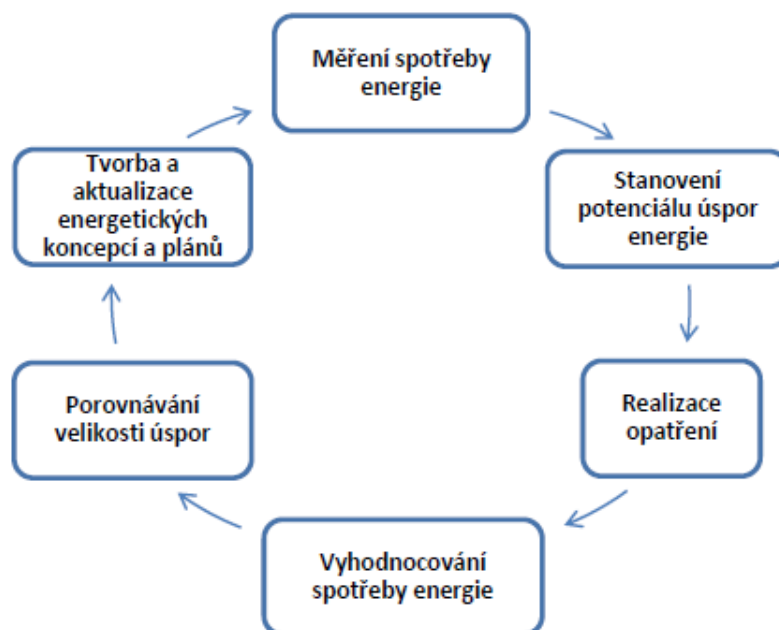 Měření spotřeby
energie
Stanovení
potenciálu úspor
energie
Realizace
opatření
Vyhodnocování
spotřeby energie
Porovnávání
velikosti úspor
Tvorba a
aktualizace
energetických
koncepcí a plánů